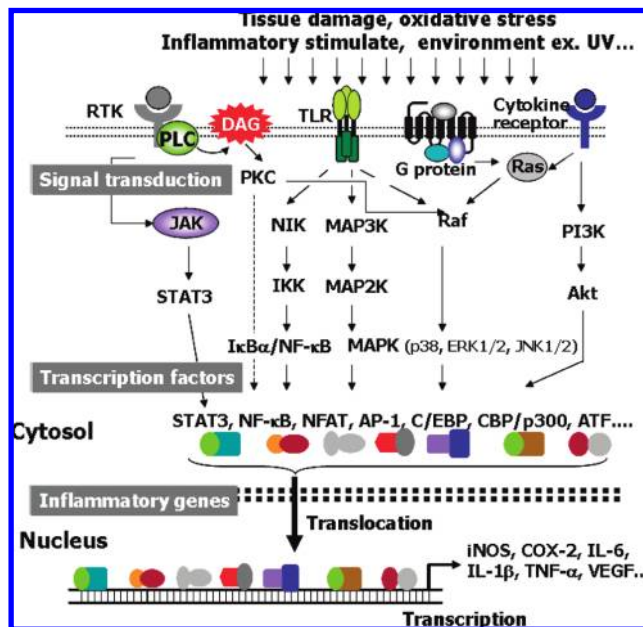 Tissue damage, oxidative stress
Inflammatory stimulate, environment ex. UV...
RTK
PLC
DAG
TLR
Cytokine
receptor
G protein
Ras
Signal transduction
PKC
JAK
NIK
MAP3K
Raf
PI3K
STAT3
IKK
MAP2K
Akt
IκBα/NF-κB
MAPK (p38, ERK1/2, JNK1/2)
Transcription factors
STAT3, NF-κB, NFAT, AP-1, C/EBP, CBP/p300, ATF....
Cytosol
Inflammatory genes
Translocation
Nucleus
iNOS, COX-2, IL-6,
IL-1β, TNF-α, VEGF..
Transcription